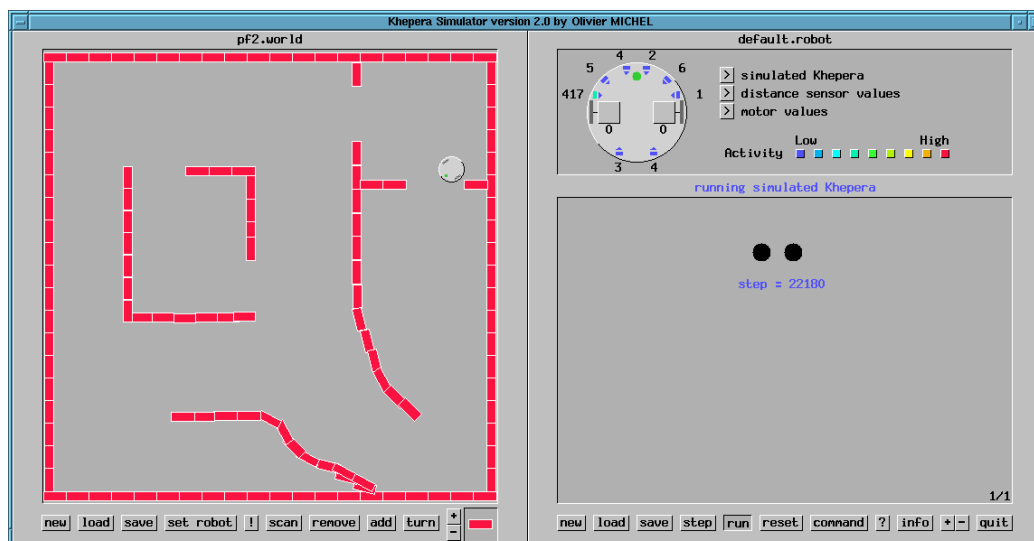 Khepera Simulator version 2.0 by Olivier MICHEL
pf2.world
new load save set robot ! scan remove add turn + -
default.robot
4 2
5 6
417 1
0 0
3 4
> simulated Khepera
> distance sensor values
> motor values
Low High
Activity
running simulated Khepera
step = 22180
1/1
new load save step run reset command ? info + - quit